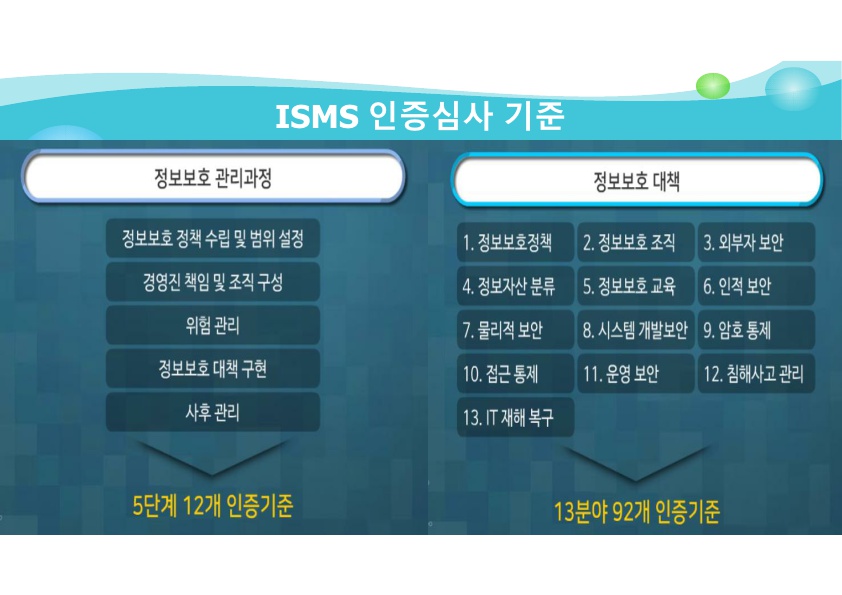 ISMS 인증심사 기준
정보보호 관리과정
정보보호 정책 수립 및 범위 설정
경영진 책임 및 조직 구성
위험 관리
정보보호 대책 구현
사후 관리
5단계 12개 인증기준
정보보호 대책
1. 정보보호정책 2. 정보보호 조직 3. 외부자 보안
4. 정보자산 분류 5. 정보보호 교육 6. 인적 보안
7. 물리적 보안 8. 시스템 개발보안 9. 암호 통제
10. 접근 통제 11. 운영 보안 12. 침해사고 관리
13. IT 재해 복구
13분야 92개 인증기준